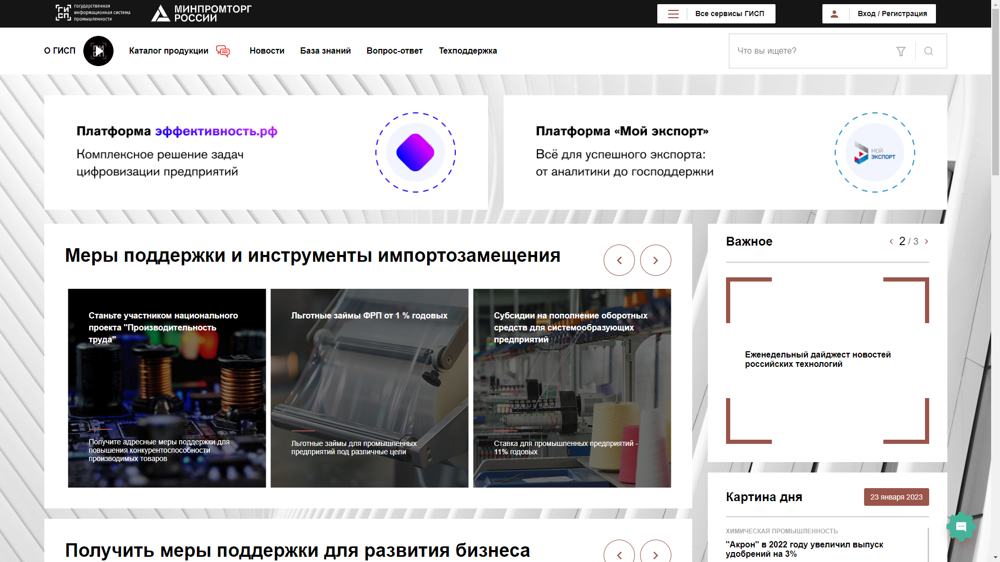 государственная
информационная система
промышленности
ГИСП
МИНПРОМТОРГ
РОССИИ
Все сервисы ГИСП
Вход / Регистрация
О ГИСП
Каталог продукции
Новости
База знаний
Вопрос-ответ
Техподдержка
Что вы ищете?
Платформа эффективность.рф
Комплексное решение задач
цифровизации предприятий
Платформа «Мой экспорт»
Всё для успешного экспорта:
от аналитики до господдержки
МОЙ
ЭКСПОРТ
Меры поддержки и инструменты импортозамещения
Станьте участником национального
проекта "Производительность
труда"
Получите адресные меры поддержки для
повышения конкурентоспособности
производимых товаров
Льготные займы ФРП от 1 % годовых
Льготные займы для промышленных
предприятий под различные цели
Субсидии на пополнение оборотных
средств для системообразующих
предприятий
Ставка для промышленных предприятий -
11% годовых
Важное
2 / 3
Еженедельный дайджест новостей
российских технологий
Картина дня
23 января 2023
ХИМИЧЕСКАЯ ПРОМЫШЛЕННОСТЬ
"Акрон" в 2022 году увеличил выпуск
удобрений на 3%
Получить меры поддержки для развития бизнеса